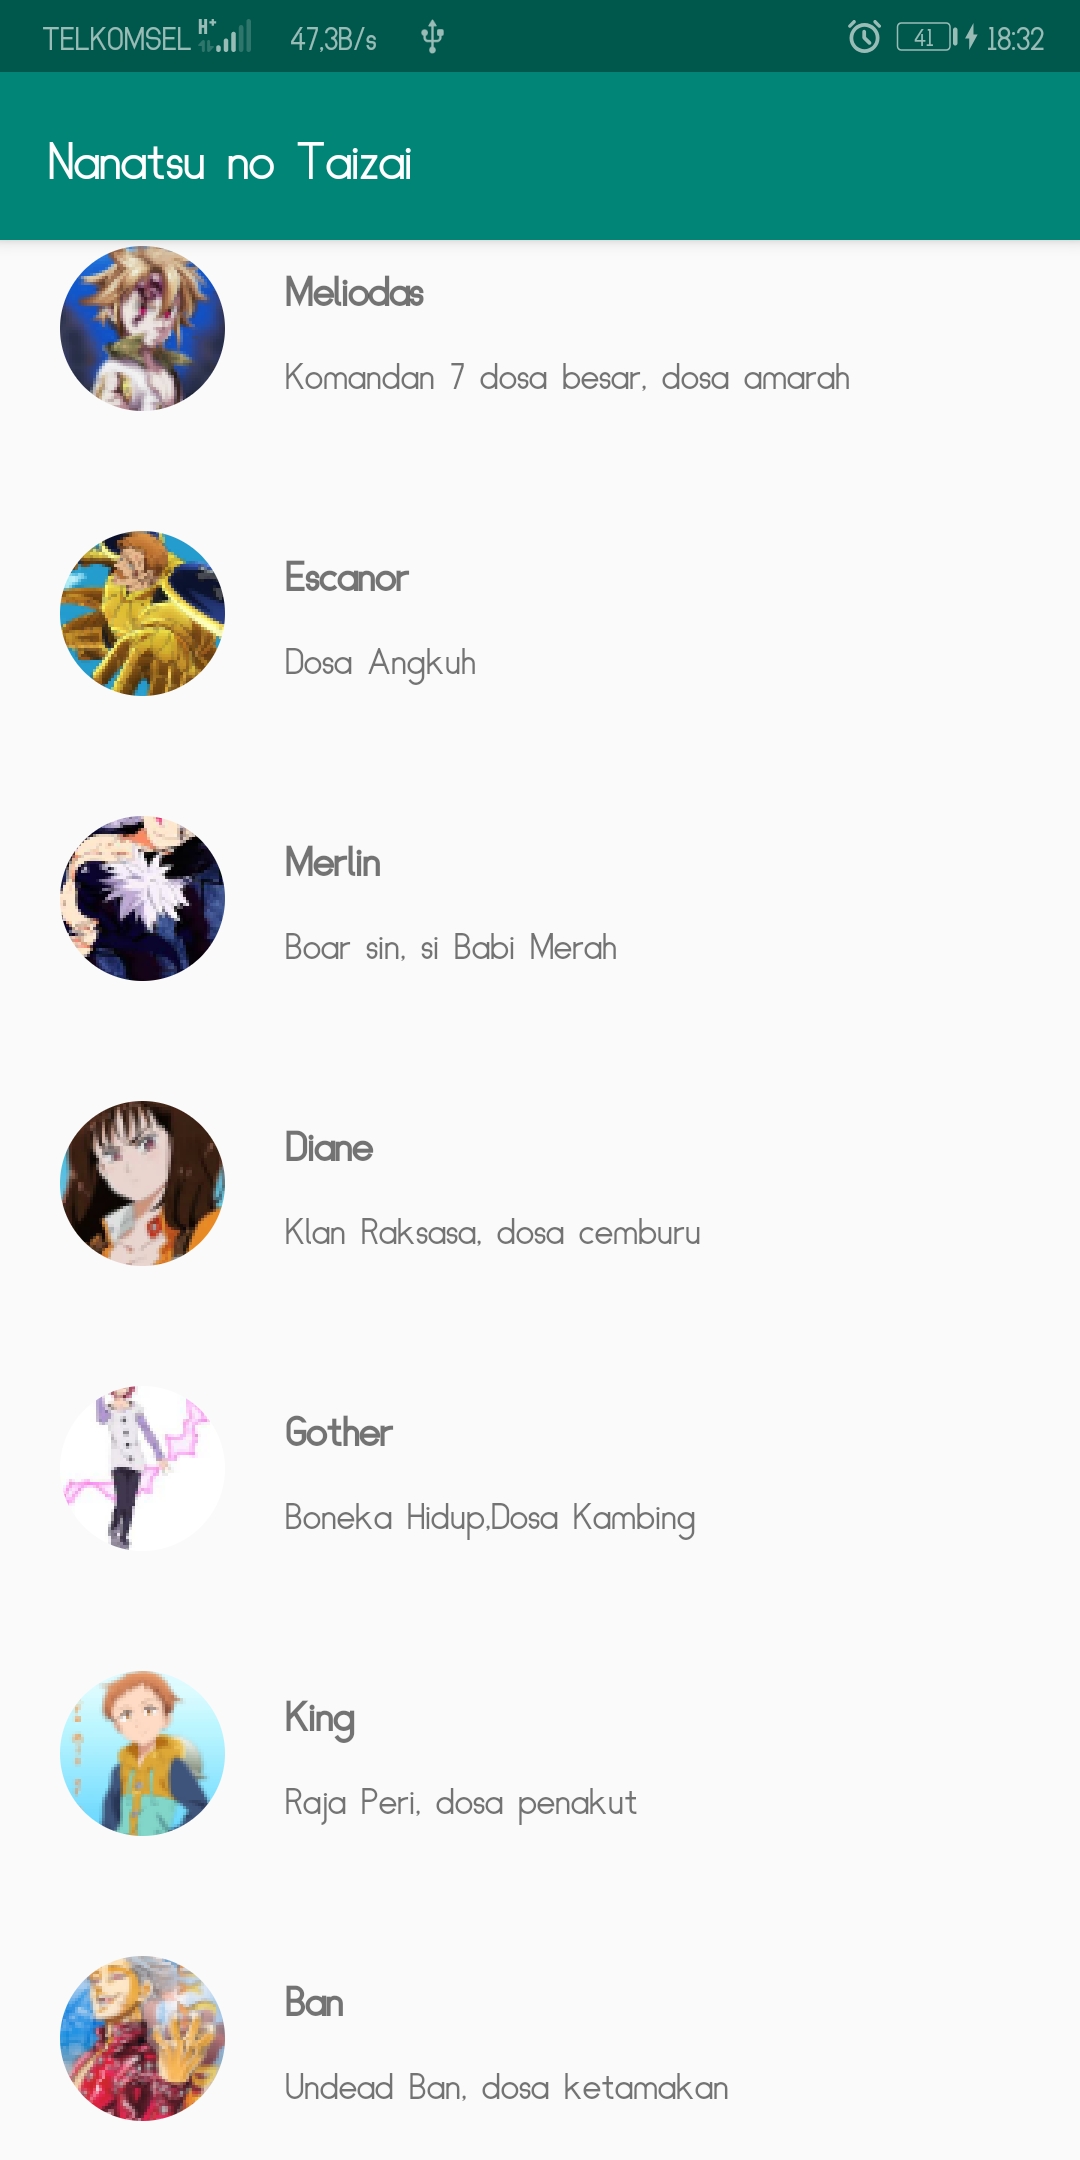 TELKOMSEL H+ 47,3B/s 41 18:32
Nanatsu no Taizai
Meliodas
Komandan 7 dosa besar, dosa amarah
Escanor
Dosa Angkuh
Merlin
Boar sin, si Babi Merah
Diane
Klan Raksasa, dosa cemburu
Gother
Boneka Hidup,Dosa Kambing
King
Raja Peri, dosa penakut
Ban
Undead Ban, dosa ketamakan